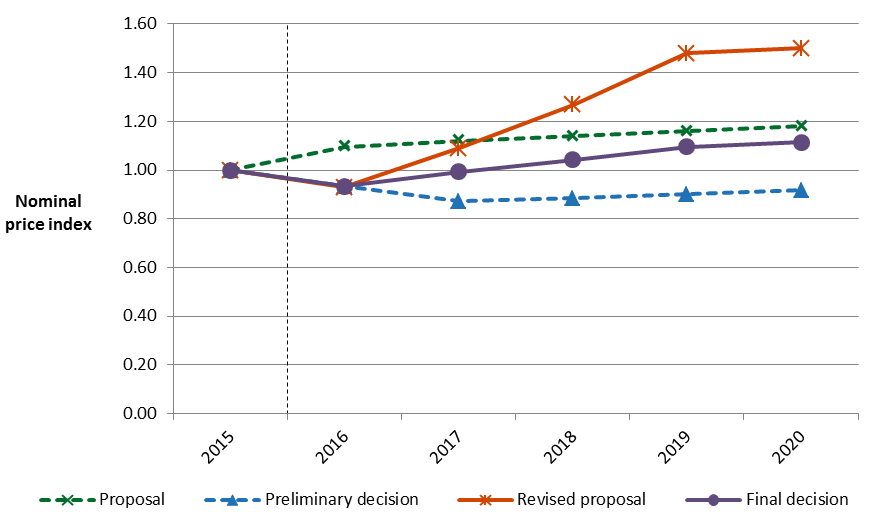 1.60
1.40
1.20
1.00
0.80
0.60
0.40
0.20
0.00
Nominal
price index
2015
2016
2017
2018
2019
2020
Proposal
Preliminary decision
Revised proposal
Final decision